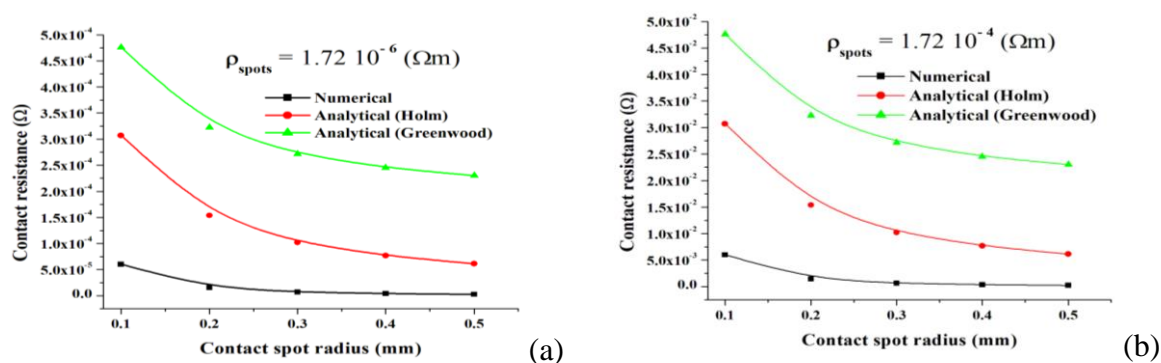 (a)
ρspots = 1.72 10⁻⁶ (Ωm)
Numerical
Analytical (Holm)
Analytical (Greenwood)
Contact resistance (Ω)
5.0x10⁻⁴
4.5x10⁻⁴
4.0x10⁻⁴
3.5x10⁻⁴
3.0x10⁻⁴
2.5x10⁻⁴
2.0x10⁻⁴
1.5x10⁻⁴
1.0x10⁻⁴
5.0x10⁻⁵
0.0
0.1 0.2 0.3 0.4 0.5
Contact spot radius (mm)
(b)
ρspots = 1.72 10⁻⁴ (Ωm)
Numerical
Analytical (Holm)
Analytical (Greenwood)
Contact resistance (Ω)
5.0x10⁻²
4.5x10⁻²
4.0x10⁻²
3.5x10⁻²
3.0x10⁻²
2.5x10⁻²
2.0x10⁻²
1.5x10⁻²
1.0x10⁻²
5.0x10⁻³
0.0
0.1 0.2 0.3 0.4 0.5
Contact spot radius (mm)